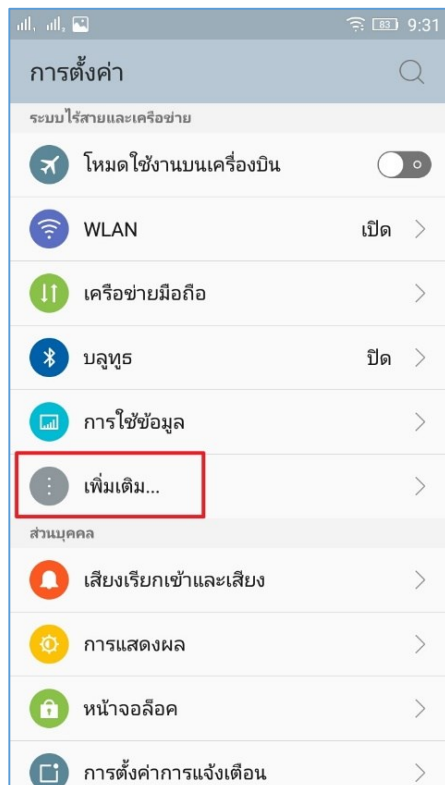 83 9:31
การตั้งค่า
ระบบไร้สายและเครือข่าย
โหมดใช้งานบนเครื่องบิน
WLAN เปิด
เครือข่ายมือถือ
บลูทูธ ปิด
การใช้ข้อมูล
เพิ่มเติม...
ส่วนบุคคล
เสียงเรียกเข้าและเสียง
การแสดงผล
หน้าจอล็อค
การตั้งค่าการแจ้งเตือน